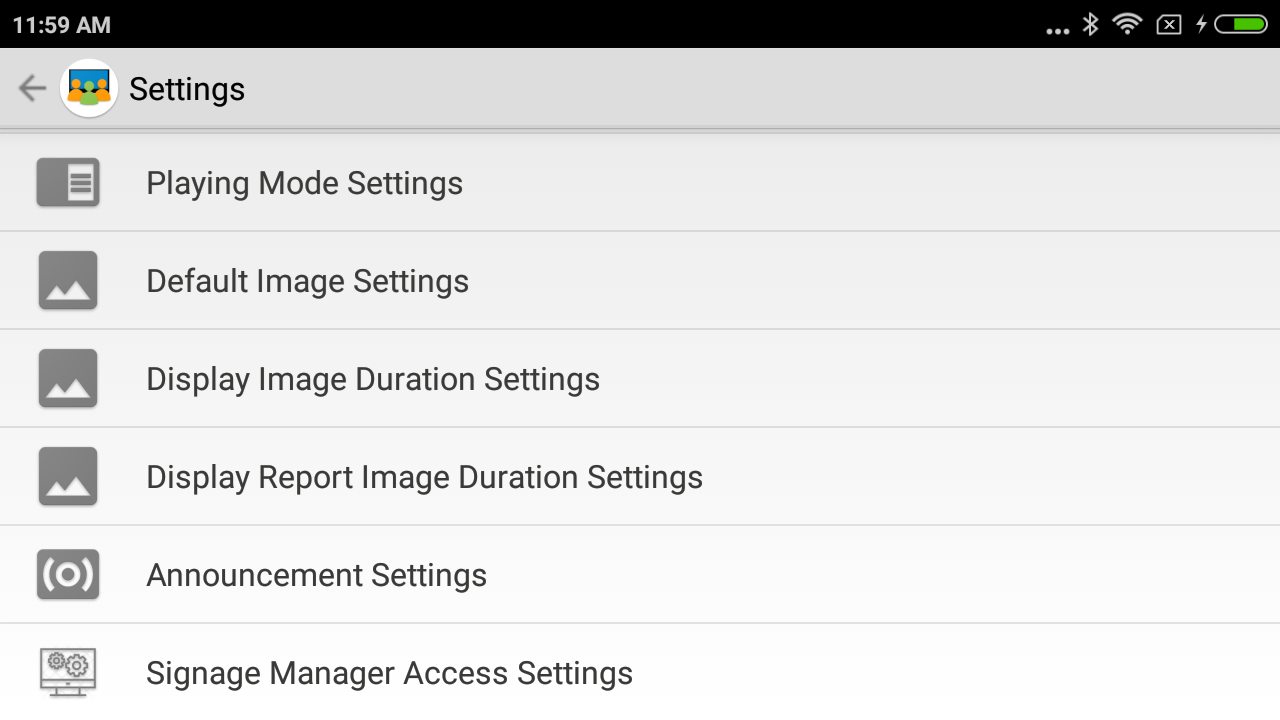 11:59 AM
Settings
Playing Mode Settings
Default Image Settings
Display Image Duration Settings
Display Report Image Duration Settings
Announcement Settings
Signage Manager Access Settings